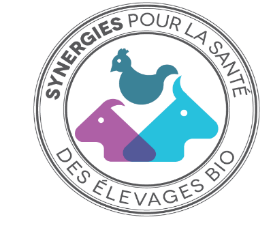 SYNERGIES POUR LA SANTÉ
DES ÉLEVAGES BIO